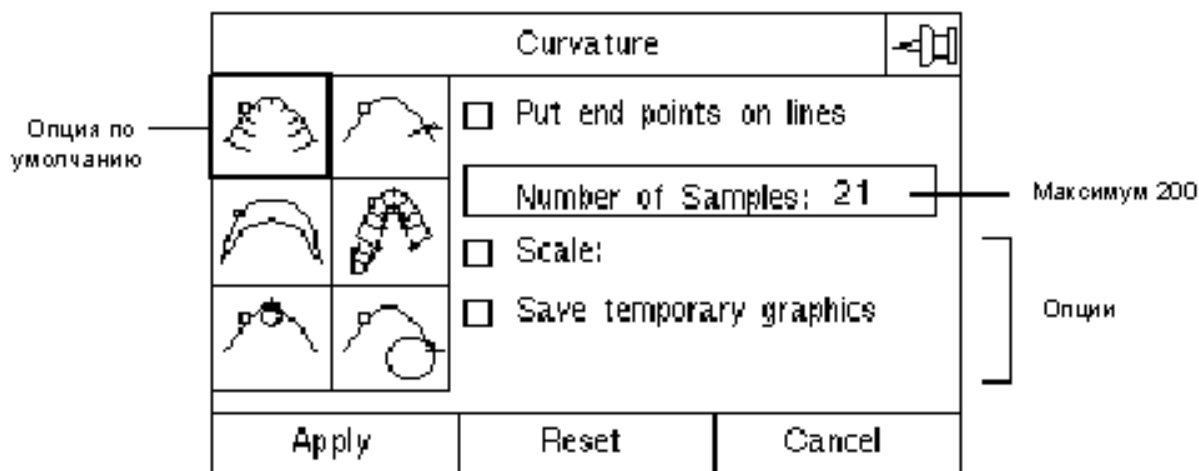 Curvature
Опция по
умолчанию
Put end points on lines
Number of Samples: 21
Максимум 200
Scale:
Save temporary graphics
Опции
Apply
Reset
Cancel